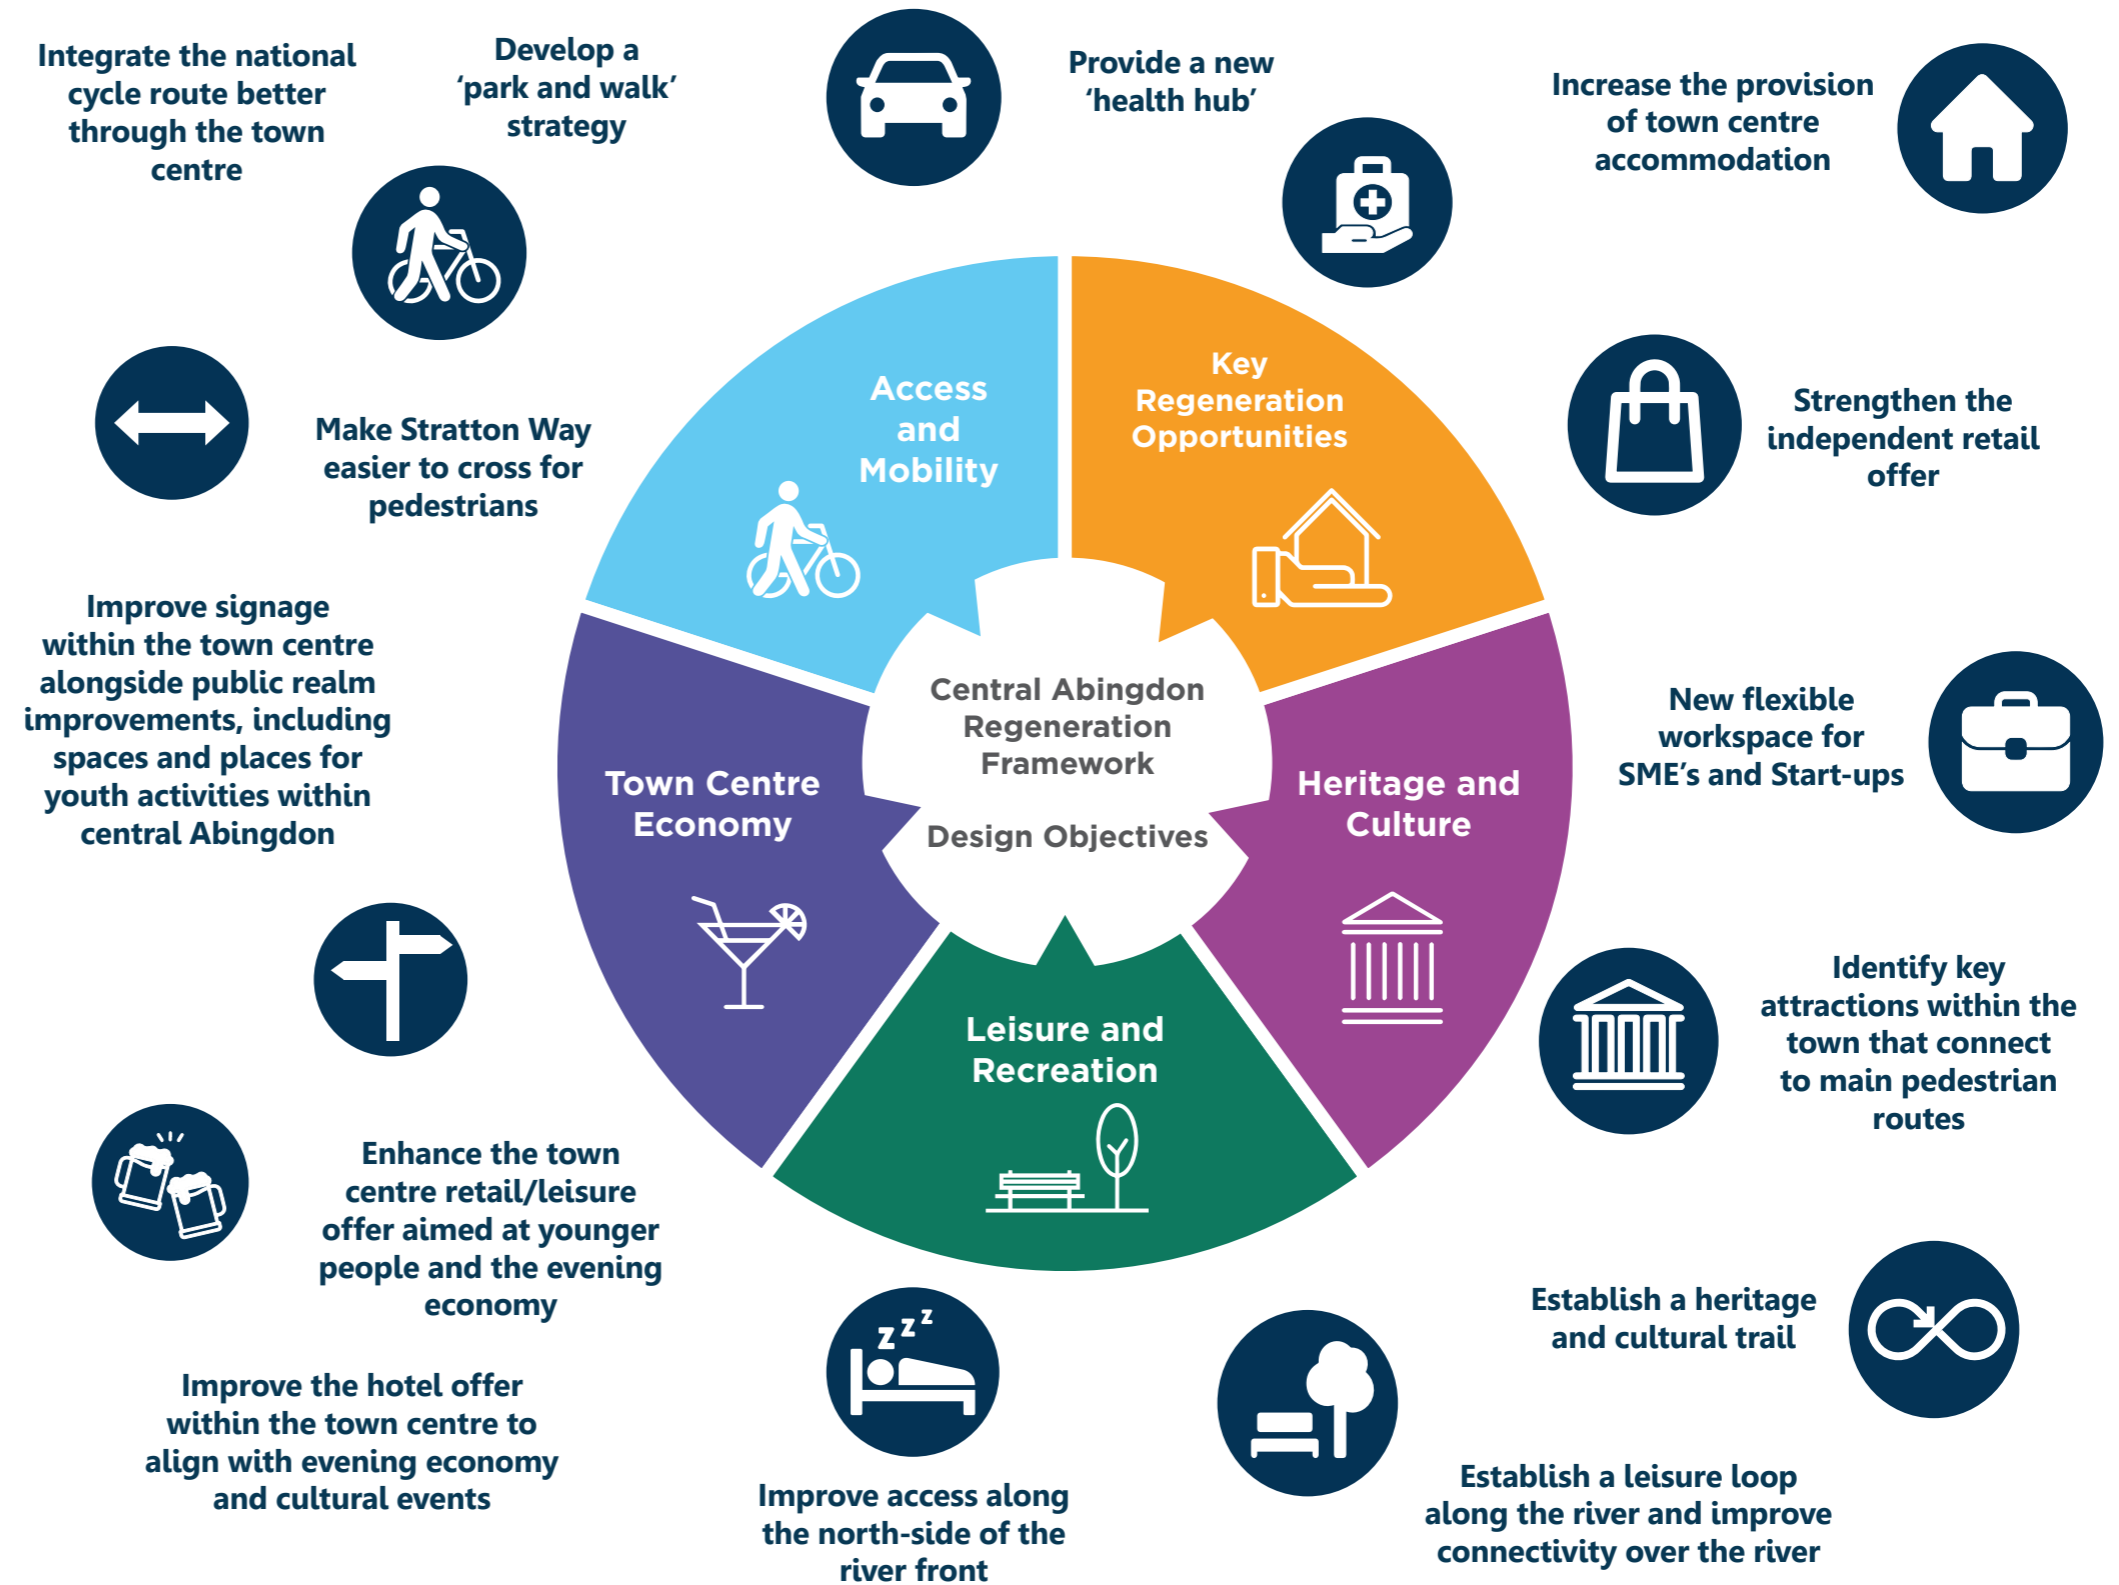 Integrate the national
cycle route better
through the town
centre
Develop a
‘park and walk’
strategy
Provide a new
‘health hub’
Increase the provision
of town centre
accommodation
Make Stratton Way
easier to cross for
pedestrians
Access
and
Mobility
Key
Regeneration
Opportunities
Strengthen the
independent retail
offer
Improve signage
within the town centre
alongside public realm
improvements, including
spaces and places for
youth activities within
central Abingdon
Town Centre
Economy
Central Abingdon
Regeneration
Framework
Design Objectives
Heritage and
Culture
New flexible
workspace for
SME’s and Start-ups
Leisure and
Recreation
Identify key
attractions within the
town that connect
to main pedestrian
routes
Enhance the town
centre retail/leisure
offer aimed at younger
people and the evening
economy
Establish a heritage
and cultural trail
Improve the hotel offer
within the town centre to
align with evening economy
and cultural events
z z z
Improve access along
the north-side of the
river front
Establish a leisure loop
along the river and improve
connectivity over the river